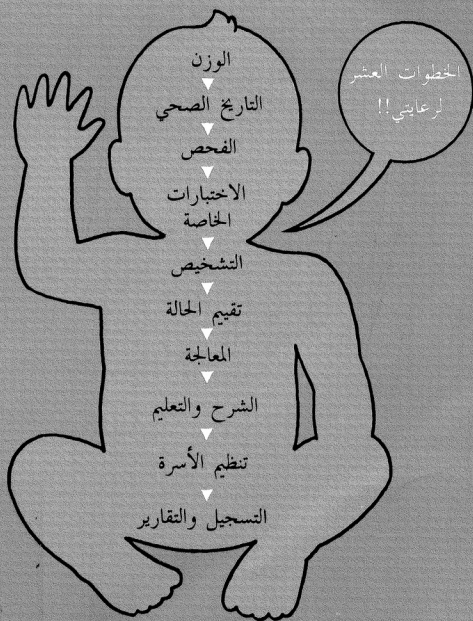 الخطوات العشر
لرعايتي!!
الوزن
التاريخ الصحي
الفحص
الاختبارات
الخاصة
التشخيص
تقييم الحالة
المعالجة
الشرح والتعليم
تنظيم الأسرة
التسجيل والتقارير